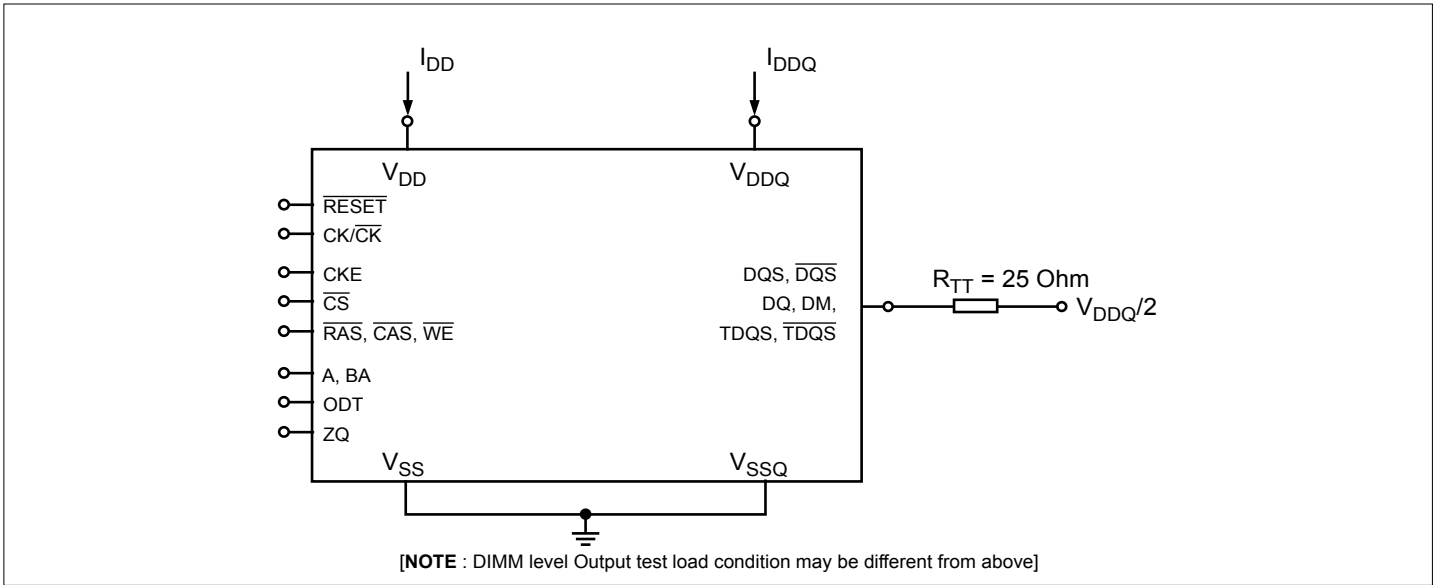 IDD
IDDQ
VDD
VDDQ
RESET
CK/CK
CKE
CS
RAS, CAS, WE
A, BA
ODT
ZQ
DQS, DQS
DQ, DM,
TDQS, TDQS
RTT = 25 Ohm
VDDQ/2
VSS
VSSQ
[NOTE : DIMM level Output test load condition may be different from above]